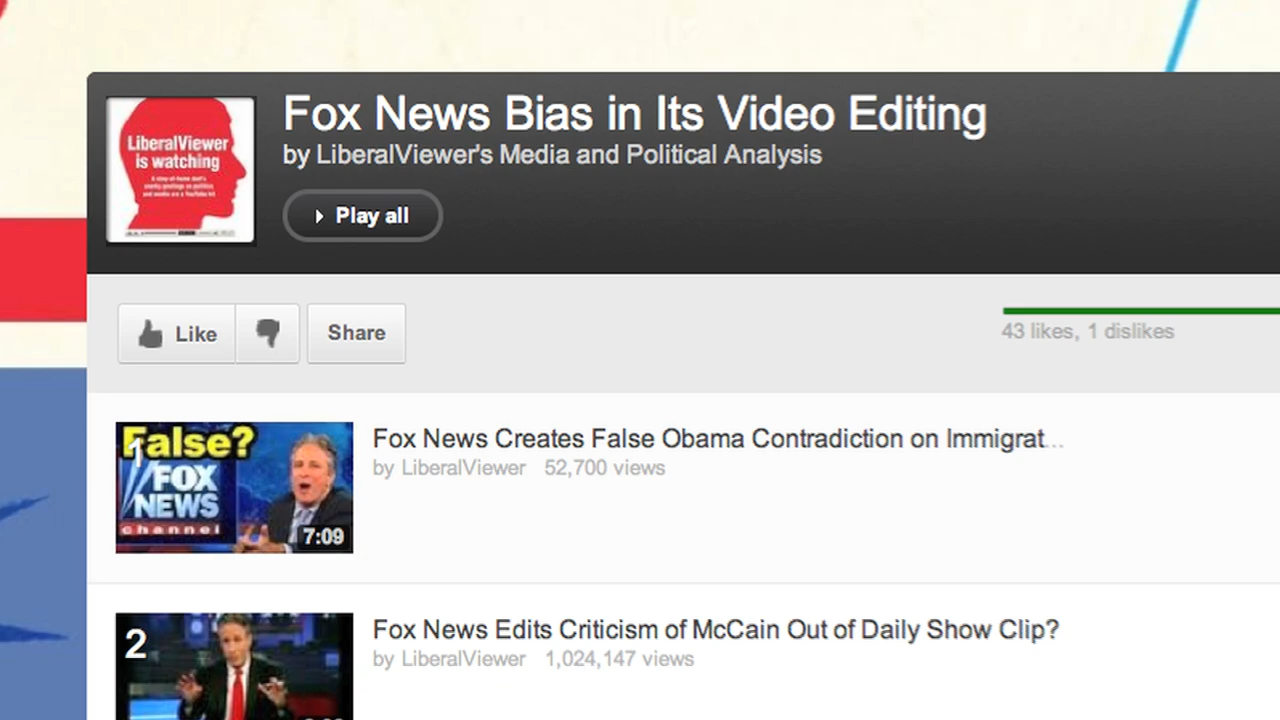 Fox News Bias in Its Video Editing
by LiberalViewer's Media and Political Analysis
LiberalViewer
is watching
Play all
Like
Share
43 likes, 1 dislikes
1
False?
FOX
NEWS
channel
7:09
Fox News Creates False Obama Contradiction on Immigrat...
by LiberalViewer 52,700 views
2
Fox News Edits Criticism of McCain Out of Daily Show Clip?
by LiberalViewer 1,024,147 views